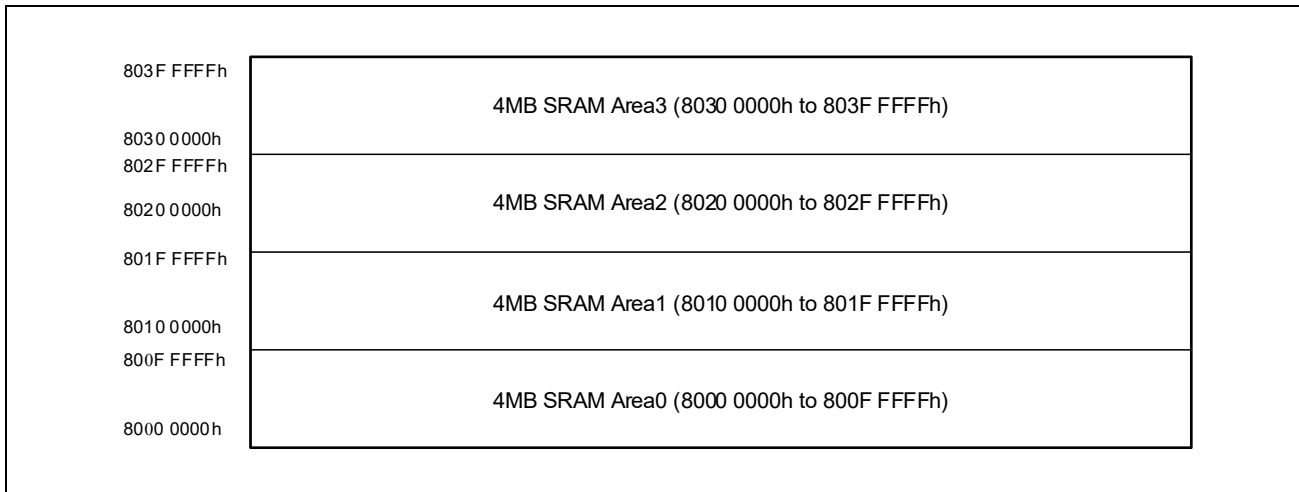 803F FFFFh
4MB SRAM Area3 (8030 0000h to 803F FFFFh)
8030 0000h
802F FFFFh
4MB SRAM Area2 (8020 0000h to 802F FFFFh)
8020 0000h
801F FFFFh
4MB SRAM Area1 (8010 0000h to 801F FFFFh)
8010 0000h
800F FFFFh
4MB SRAM Area0 (8000 0000h to 800F FFFFh)
8000 0000h